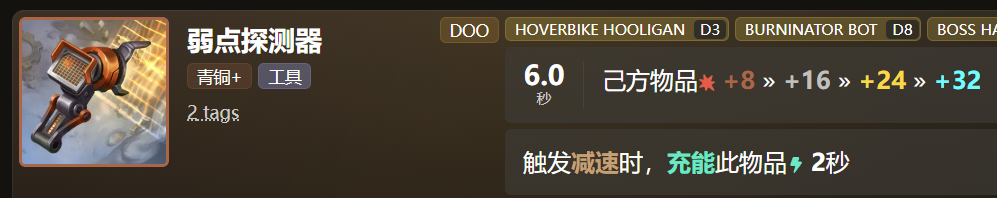 弱点探测器
青铜+ 工具
2 tags
DOO HOVERBIKE HOOLIGAN D3 BURNINATOR BOT D8 BOSS HA
6.0
秒
己方物品 +8 » +16 » +24 » +32
触发减速时，充能此物品 2秒